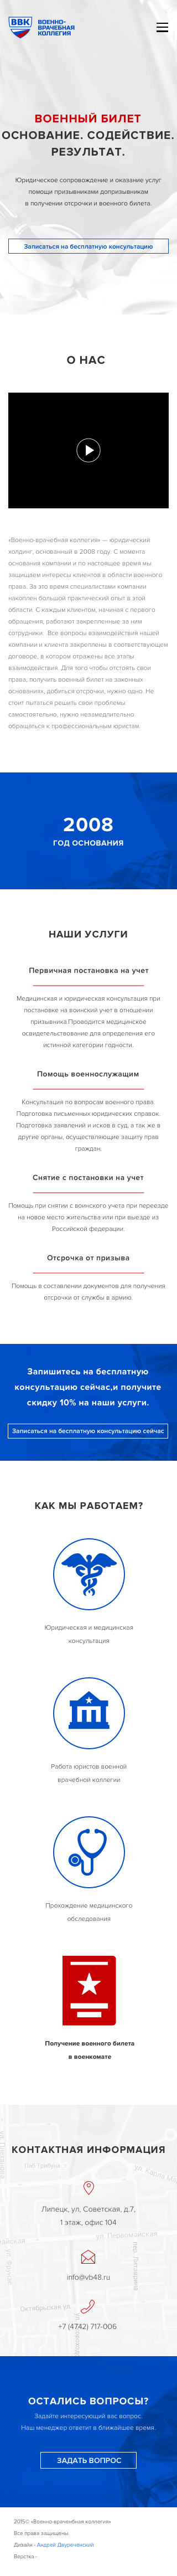 ВВК
ВОЕННО-
ВРАЧЕБНАЯ
КОЛЛЕГИЯ
ВОЕННЫЙ БИЛЕТ
ОСНОВАНИЕ. СОДЕЙСТВИЕ.
РЕЗУЛЬТАТ.
Юридическое сопровождение и оказание услуг
помощи призывниками допризывникам
в получении отсрочки и военного билета.
Записаться на бесплатную консультацию
О НАС
«Военно-врачебная коллегия» — юридический
холдинг, основанный в 2008 году. С момента
основания компании и по настоящее время мы
защищаем интересы клиентов в области военного
права. За это время специалистами компании
накоплен большой практический опыт в этой
области. С каждым клиентом, начиная с первого
обращения, работают закрепленные за ним
сотрудники. Все вопросы взаимодействия нашей
компании и клиента закреплены в соответствующем
договоре, в котором отражены все этапы
взаимодействия. Для того чтобы отстоять свои
права, получить военный билет на законных
основаниях, добиться отсрочки, нужно одно. Не
стоит пытаться решить свои проблемы
самостоятельно, нужно незамедлительно
обращаться к профессиональным юристам.
2008
ГОД ОСНОВАНИЯ
НАШИ УСЛУГИ
Первичная постановка на учет
Медицинская и юридическая консультация при
постановке на воинский учет в отношении
призывника.Проводится медицинское
освидетельствование для определения его
истинной категории годности.
Помощь военнослужащим
Консультация по вопросам военного права.
Подготовка письменных юридических справок.
Подготовка заявлений и исков в суд, а так же в
другие органы, осуществляющие защиту прав
граждан.
Снятие с постановки на учет
Помощь при снятии с воинского учета при переезде
на новое место жительства или при выезде из
Российской федерации.
Отсрочка от призыва
Помощь в составлении документов для получения
отсрочки от службы в армию.
Запишитесь на бесплатную
консультацию сейчас,и получите
скидку 10% на наши услуги.
Записаться на бесплатную консультацию сейчас
КАК МЫ РАБОТАЕМ?
Юридическая и медицинская
консультация
Работа юристов военной
врачебной коллегии
Прохождение медицинского
обследования
Получение военного билета
в военкомате
КОНТАКТНАЯ ИНФОРМАЦИЯ
Липецк, ул, Советская, д.7,
1 этаж, офис 104
info@vb48.ru
+7 (4742) 717-006
Октябрьская ул.
ул. Первомайская
ОСТАЛИСЬ ВОПРОСЫ?
Задайте интересующий вас вопрос.
Наш менеджер ответит в ближайшее время.
ЗАДАТЬ ВОПРОС
2015© «Военно-врачебная коллегия»
Все права защищены.
Дизайн - Андрей Двуреченский
Верстка -